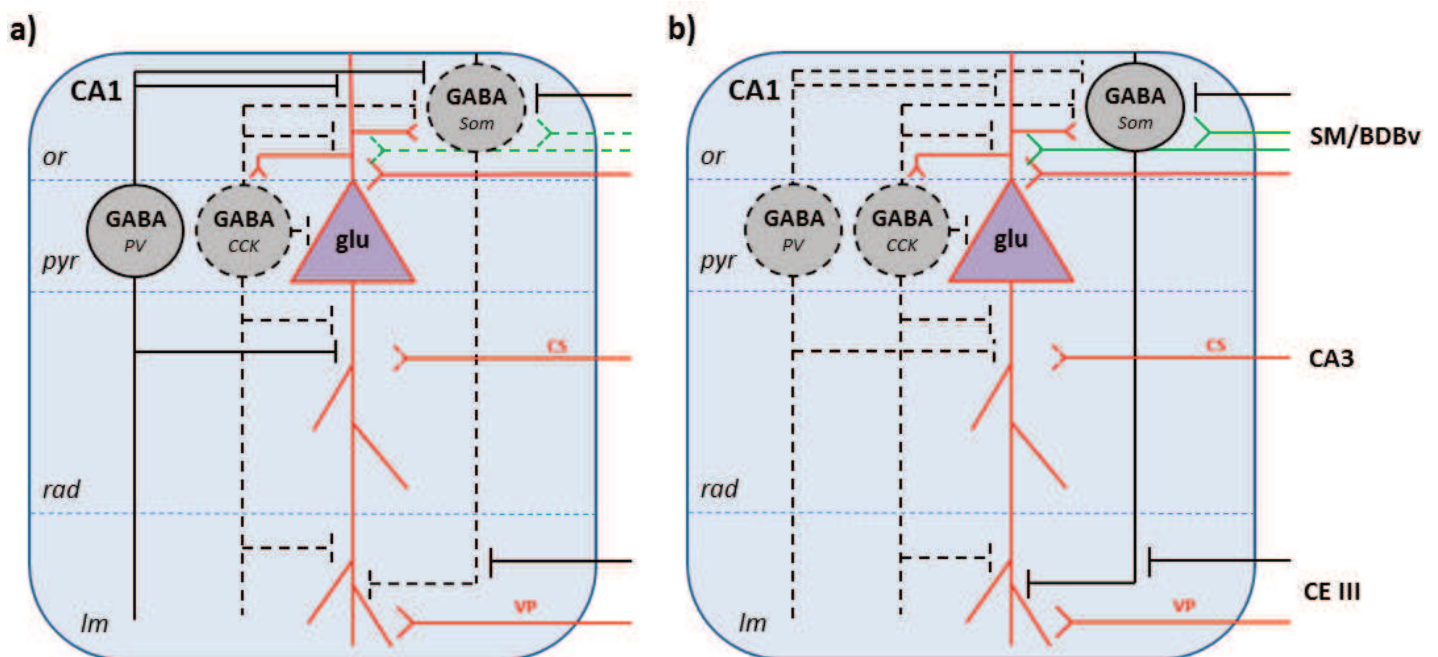 a)
CA1
GABA
Som
or
GABA
PV
GABA
CCK
glu
pyr
CS
rad
VP
lm
b)
CA1
GABA
Som
SM/BDBv
or
GABA
PV
GABA
CCK
glu
pyr
CS
CA3
rad
CE III
VP
lm